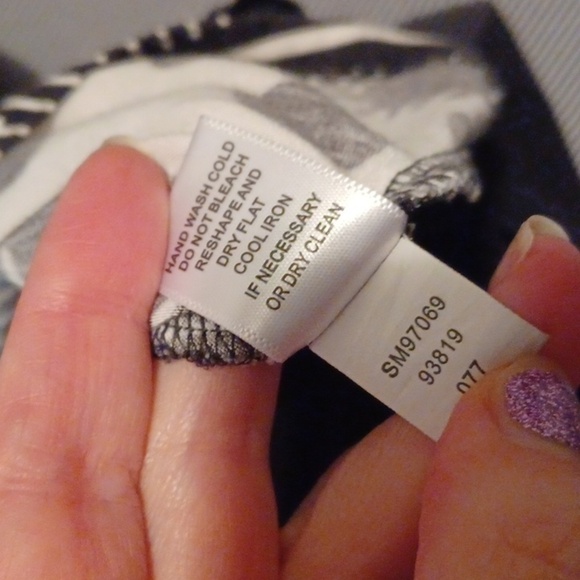 HAND WASH COLD
DO NOT BLEACH
RESHAPE AND
DRY FLAT
COOL IRON
IF NECESSARY
OR DRY CLEAN
SM97069
93819
077